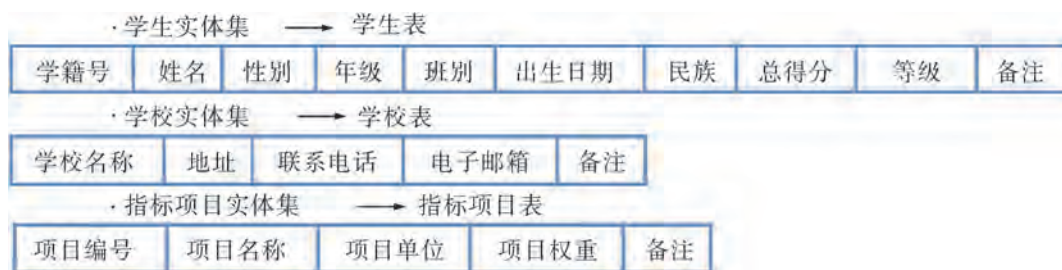 ·学生实体集 → 学生表
学籍号 姓名 性别 年级 班别 出生日期 民族 总得分 等级 备注
·学校实体集 → 学校表
学校名称 地址 联系电话 电子邮箱 备注
·指标项目实体集 → 指标项目表
项目编号 项目名称 项目单位 项目权重 备注